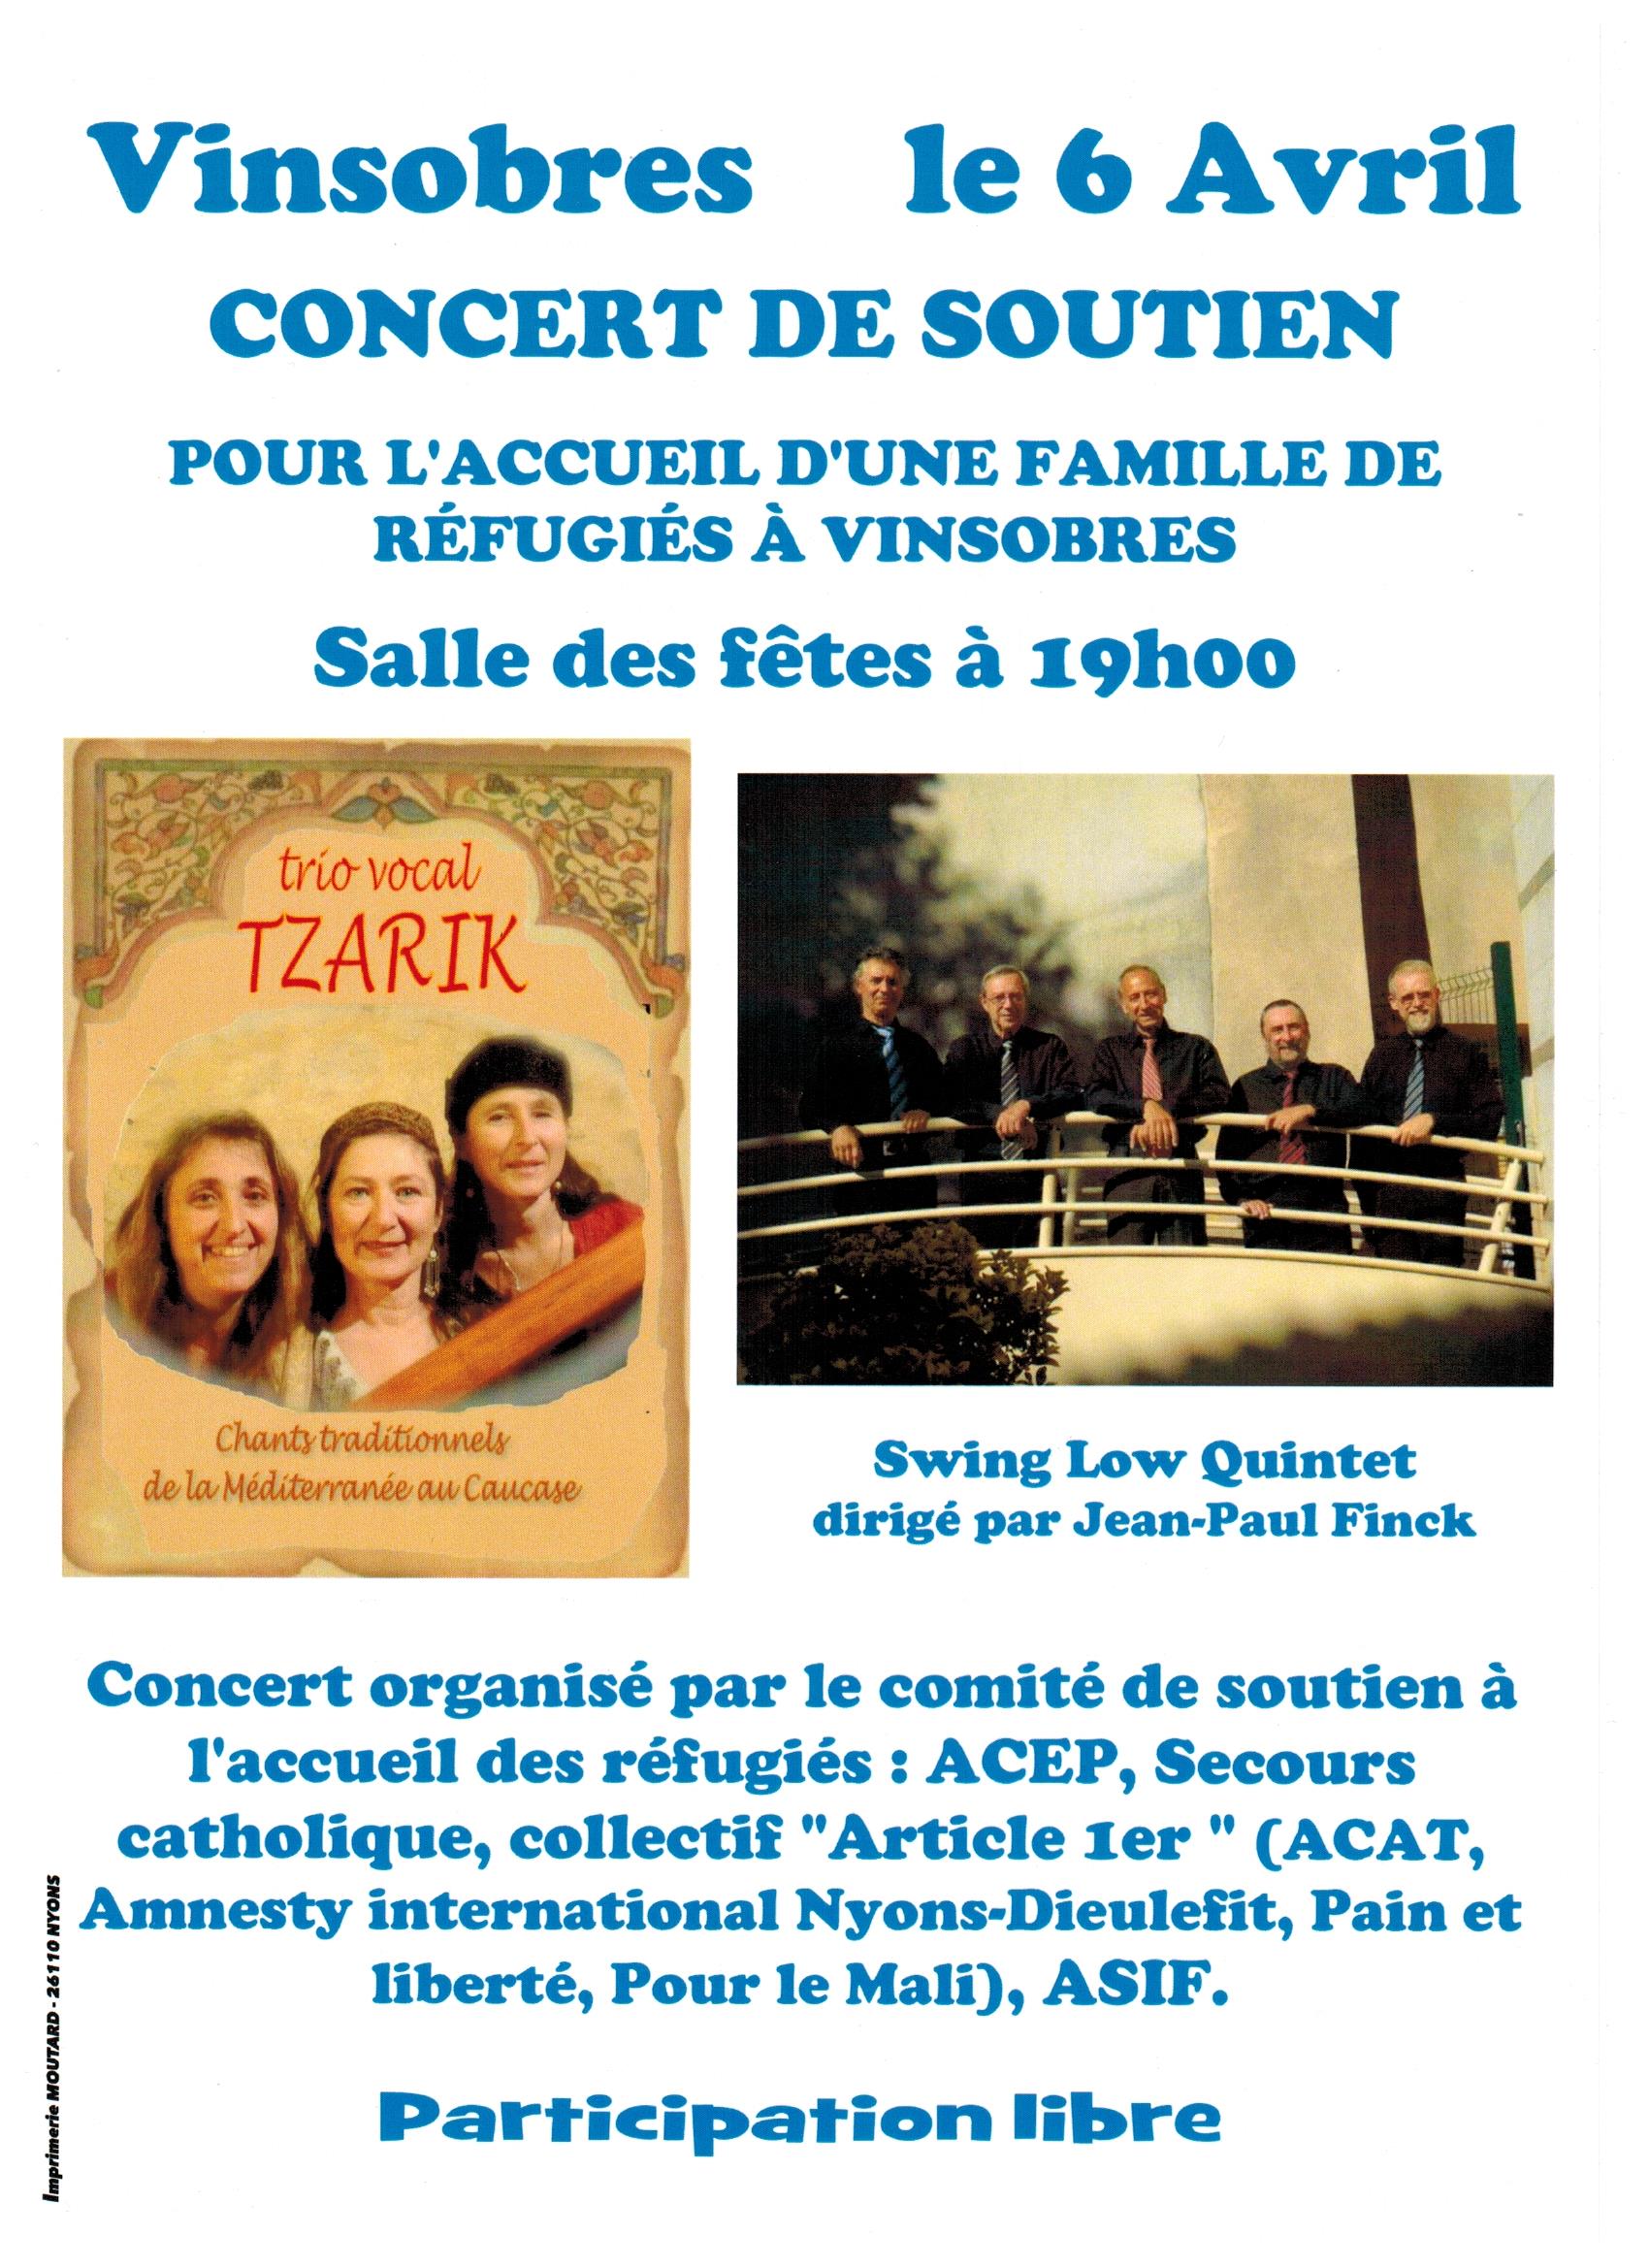 Vinsobres le 6 Avril
CONCERT DE SOUTIEN
POUR L'ACCUEIL D'UNE FAMILLE DE
RÉFUGIÉS À VINSOBRES
Salle des fêtes à 19h00
trio vocal
TZARIK
Chants traditionnels
de la Méditerranée au Caucase
Swing Low Quintet
dirigé par Jean-Paul Finck
Concert organisé par le comité de soutien à
l'accueil des réfugiés : ACEP, Secours
catholique, collectif "Article 1er " (ACAT,
Amnesty international Nyons-Dieulefit, Pain et
liberté, Pour le Mali), ASIF.
Participation libre
Imprimerie MOUTARD - 26110 NYONS